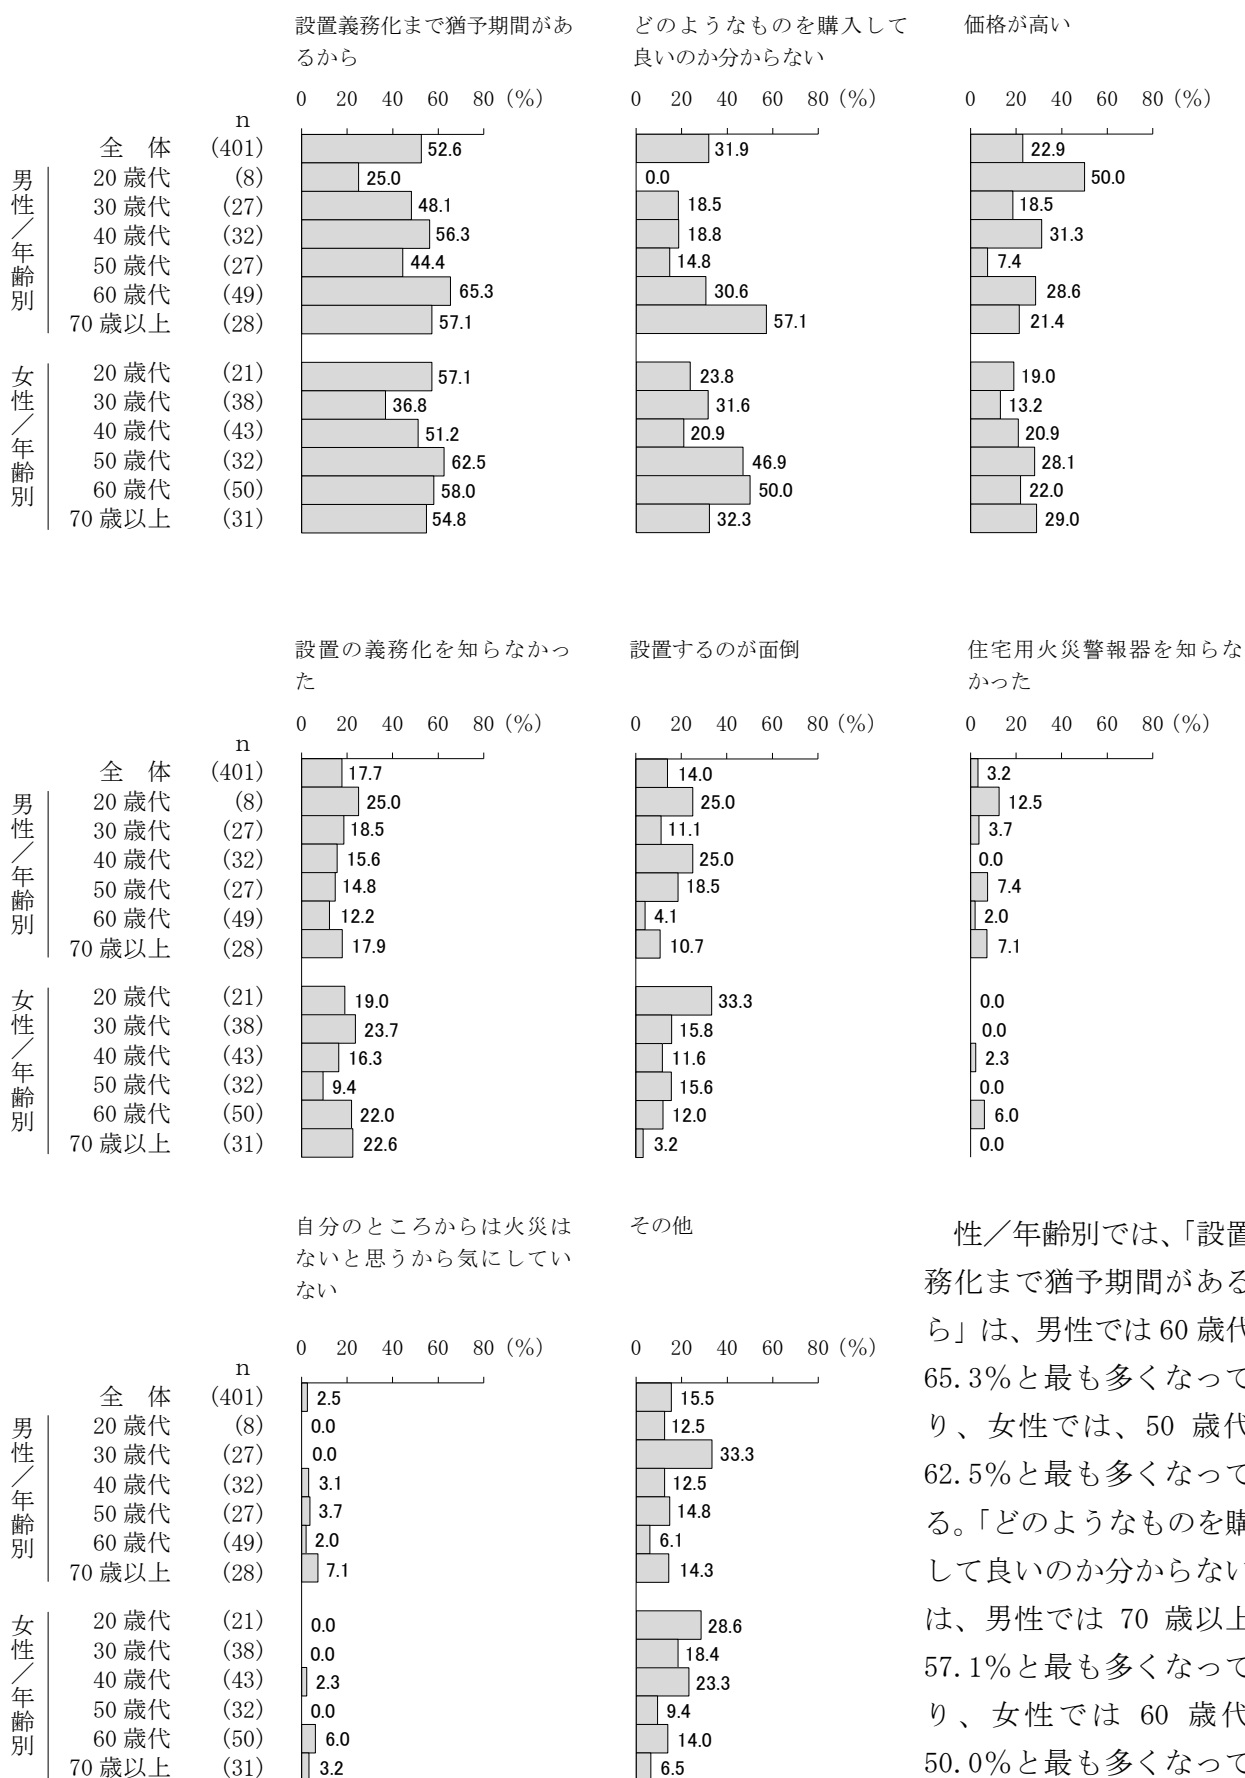 設置義務化まで猶予期間があ
るから
どのようなものを購入して
良いのか分からない
価格が高い
0 20 40 60 80 (%)
0 20 40 60 80 (%)
0 20 40 60 80 (%)
n
全 体 (401) 52.6 31.9 22.9
男性／年齢別
20 歳代 (8) 25.0 0.0 50.0
30 歳代 (27) 48.1 18.5 18.5
40 歳代 (32) 56.3 18.8 31.3
50 歳代 (27) 44.4 14.8 7.4
60 歳代 (49) 65.3 30.6 28.6
70 歳以上 (28) 57.1 57.1 21.4
女性／年齢別
20 歳代 (21) 57.1 23.8 19.0
30 歳代 (38) 36.8 31.6 13.2
40 歳代 (43) 51.2 20.9 20.9
50 歳代 (32) 62.5 46.9 28.1
60 歳代 (50) 58.0 50.0 22.0
70 歳以上 (31) 54.8 32.3 29.0
設置の義務化を知らなかっ
た
設置するのが面倒
住宅用火災警報器を知らな
かった
0 20 40 60 80 (%)
0 20 40 60 80 (%)
0 20 40 60 80 (%)
n
全 体 (401) 17.7 14.0 3.2
男性／年齢別
20 歳代 (8) 25.0 25.0 12.5
30 歳代 (27) 18.5 11.1 3.7
40 歳代 (32) 15.6 25.0 0.0
50 歳代 (27) 14.8 18.5 7.4
60 歳代 (49) 12.2 4.1 2.0
70 歳以上 (28) 17.9 10.7 7.1
女性／年齢別
20 歳代 (21) 19.0 33.3 0.0
30 歳代 (38) 23.7 15.8 0.0
40 歳代 (43) 16.3 11.6 2.3
50 歳代 (32) 9.4 15.6 0.0
60 歳代 (50) 22.0 12.0 6.0
70 歳以上 (31) 22.6 3.2 0.0
自分のところからは火災は
ないと思うから気にしてい
ない
その他
0 20 40 60 80 (%)
0 20 40 60 80 (%)
n
全 体 (401) 2.5 15.5
男性／年齢別
20 歳代 (8) 0.0 12.5
30 歳代 (27) 0.0 33.3
40 歳代 (32) 3.1 12.5
50 歳代 (27) 3.7 14.8
60 歳代 (49) 2.0 6.1
70 歳以上 (28) 7.1 14.3
女性／年齢別
20 歳代 (21) 0.0 28.6
30 歳代 (38) 0.0 18.4
40 歳代 (43) 2.3 23.3
50 歳代 (32) 0.0 9.4
60 歳代 (50) 6.0 14.0
70 歳以上 (31) 3.2 6.5
性／年齢別では、「設置
務化まで猶予期間がある
ら」は、男性では 60 歳代
65.3％と最も多くなって
り、女性では、50 歳代
62.5％と最も多くなって
る。「どのようなものを購
して良いのか分からない
は、男性では 70 歳以上
57.1％と最も多くなって
り、女性では 60 歳代
50.0％と最も多くなって